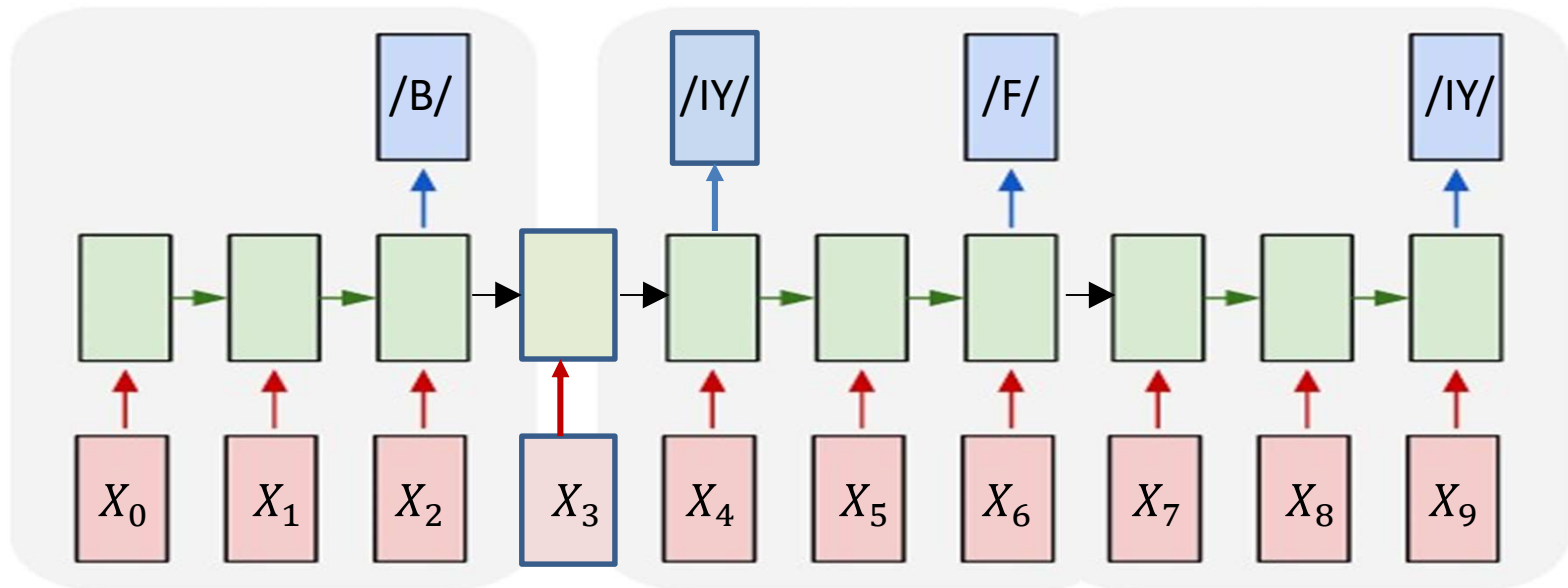 /B/ /IY/ /F/ /IY/
X₀ X₁ X₂ X₃ X₄ X₅ X₆ X₇ X₈ X₉